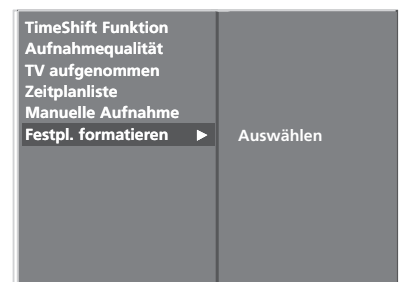 TimeShift Funktion
Aufnahmequalität
TV aufgenommen
Zeitplanliste
Manuelle Aufnahme
Festpl. formatieren ▶ Auswählen